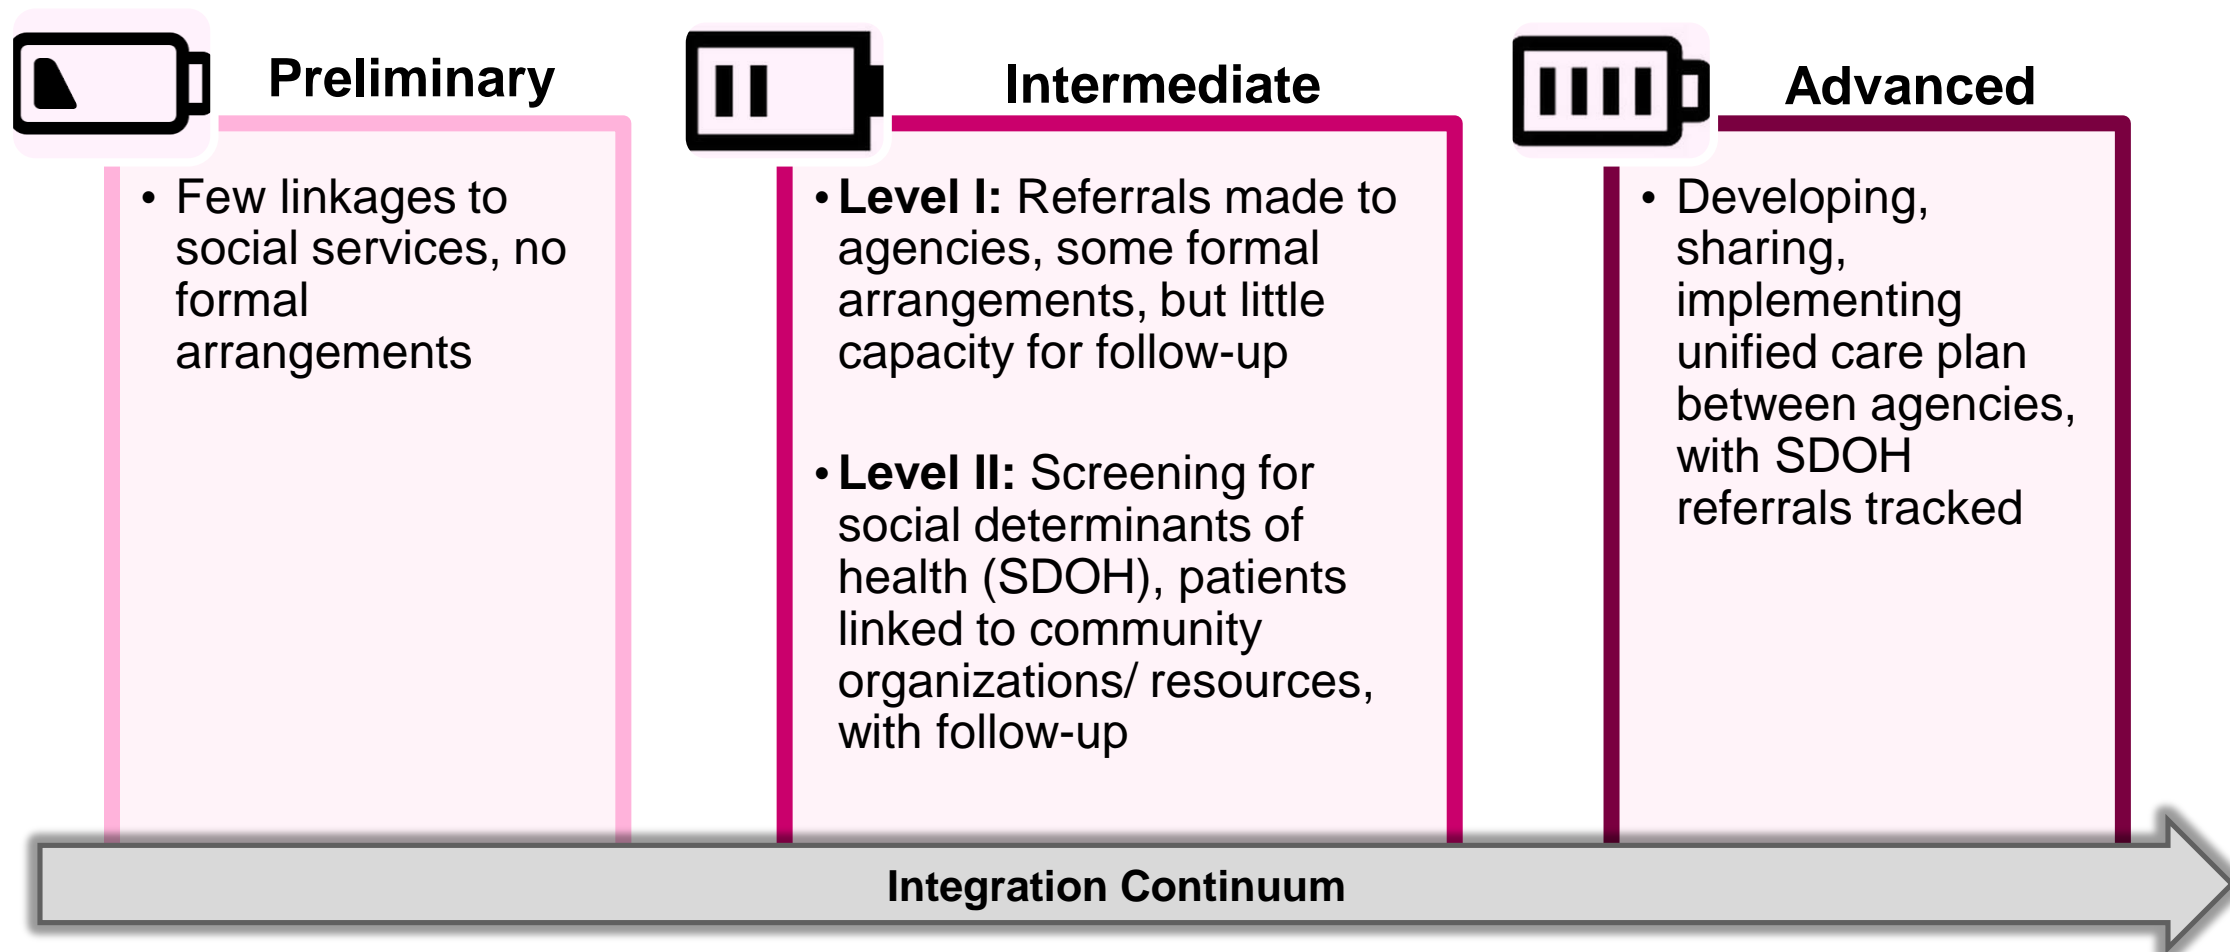 Preliminary
• Few linkages to
social services, no
formal
arrangements
Intermediate
• Level I: Referrals made to
agencies, some formal
arrangements, but little
capacity for follow-up
• Level II: Screening for
social determinants of
health (SDOH), patients
linked to community
organizations/ resources,
with follow-up
Advanced
• Developing,
sharing,
implementing
unified care plan
between agencies,
with SDOH
referrals tracked
Integration Continuum